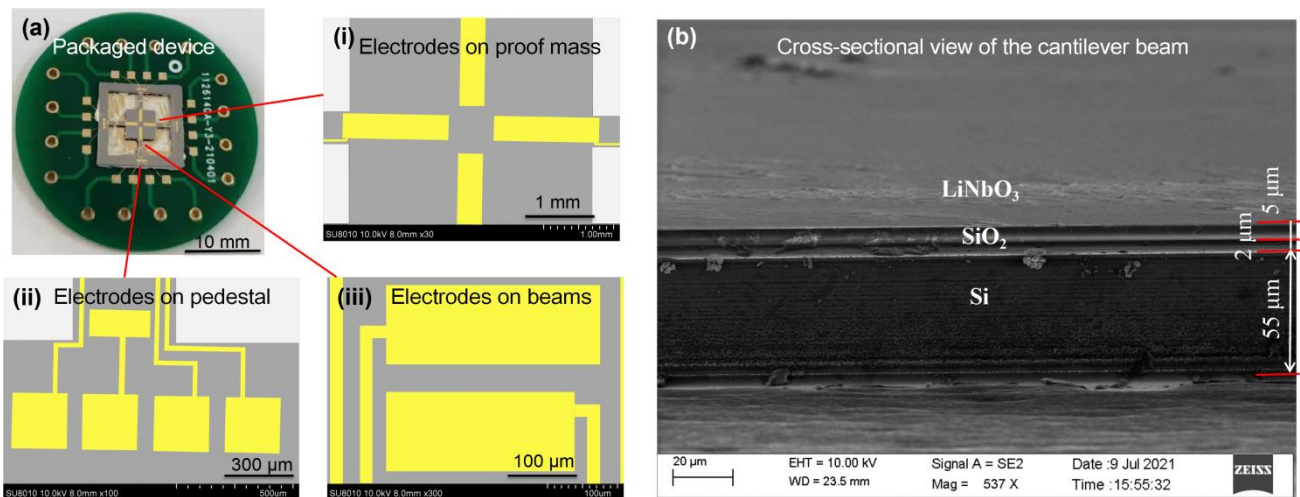 (a)
Packaged device
1126140A-Y3-210401
10 mm
(i)
Electrodes on proof mass
1 mm
SU8010 10.0kV 8.0mm x30
1.00mm
(ii)
Electrodes on pedestal
300 µm
SU8010 10.0kV 8.0mm x100
500um
(iii)
Electrodes on beams
100 µm
SU8010 10.0kV 8.0mm x300
100um
(b)
Cross-sectional view of the cantilever beam
LiNbO₃
5 µm
SiO₂
2 µm
Si
55 µm
20 µm
EHT = 10.00 kV
Signal A = SE2
Date :9 Jul 2021
WD = 23.5 mm
Mag = 537 X
Time :15:55:32
ZEISS